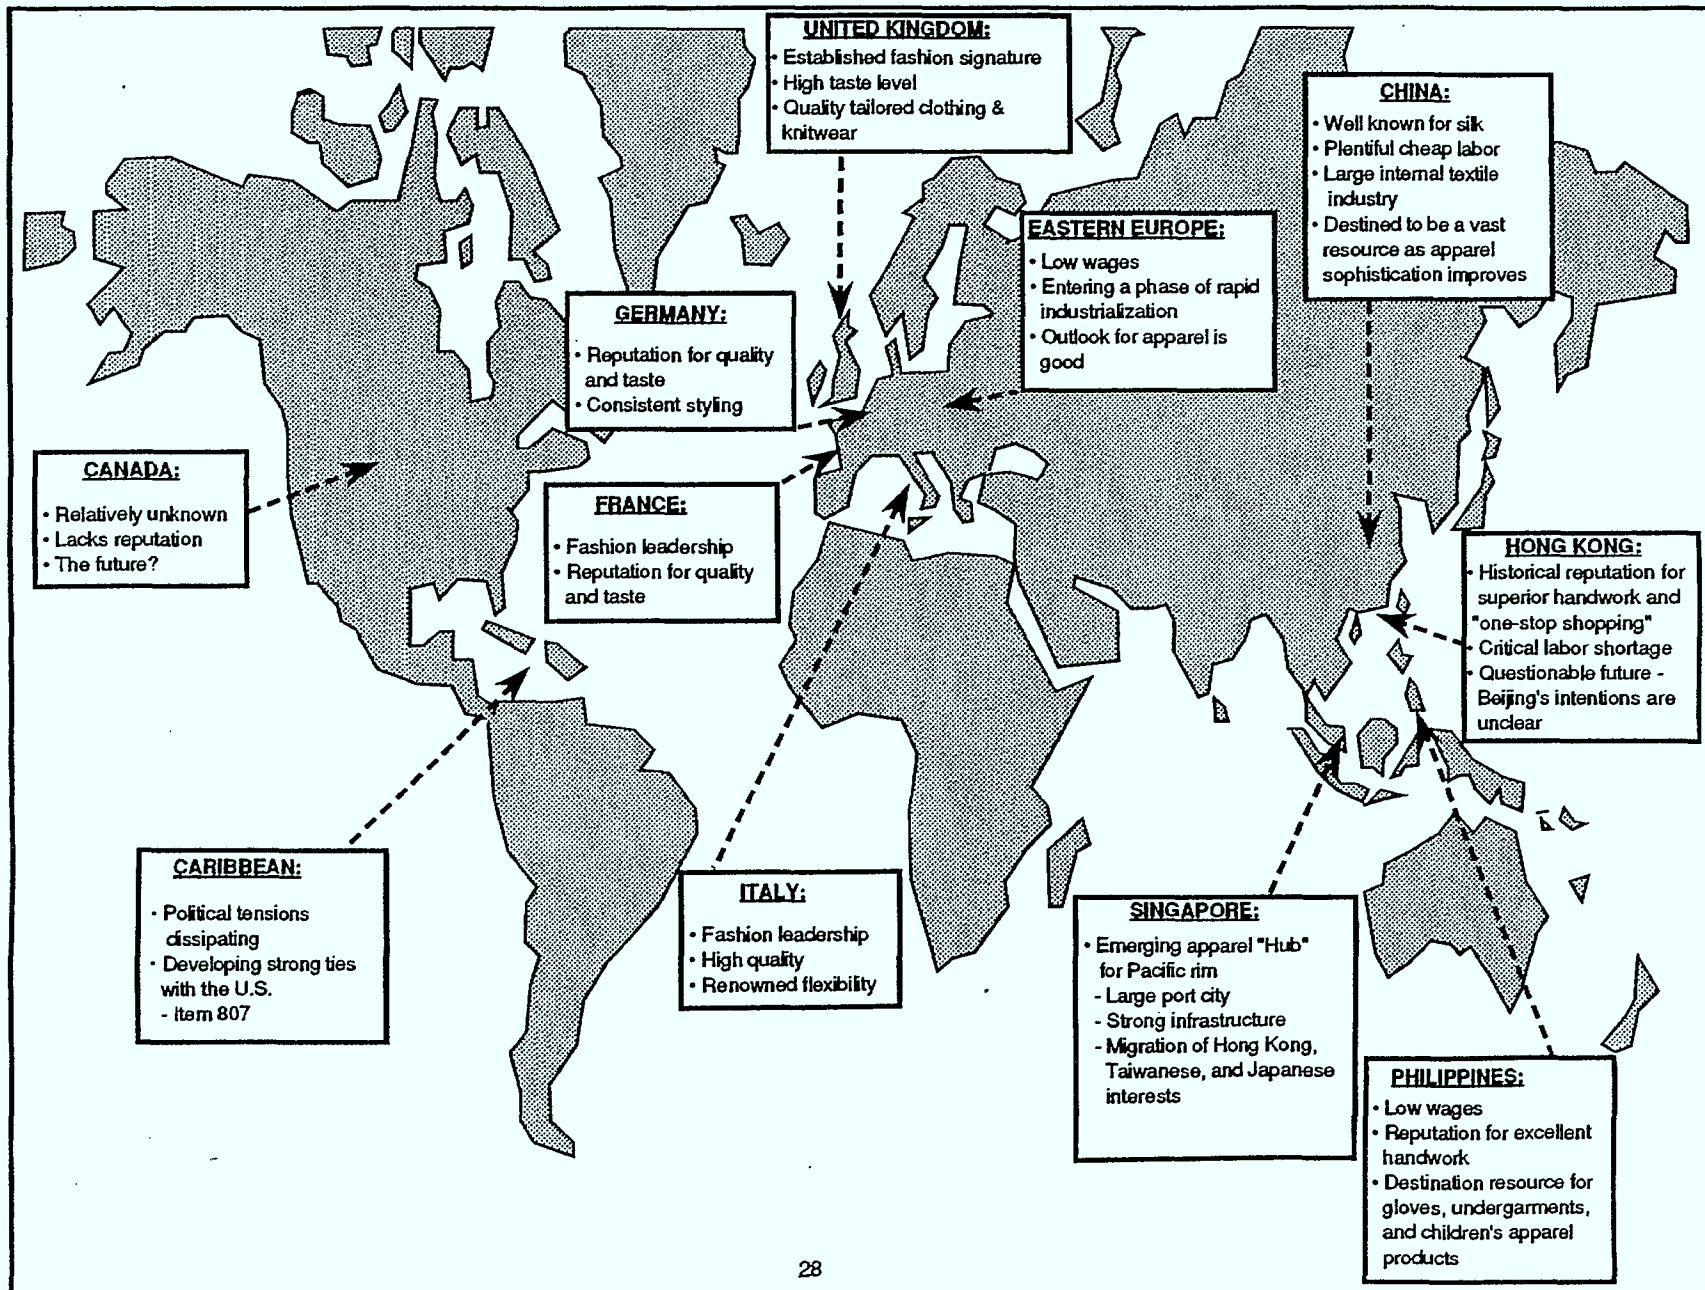 UNITED KINGDOM:
• Established fashion signature
• High taste level
• Quality tailored clothing &
knitwear
CHINA:
• Well known for silk
• Plentiful cheap labor
• Large internal textile
industry
• Destined to be a vast
resource as apparel
sophistication improves
EASTERN EUROPE:
• Low wages
• Entering a phase of rapid
industrialization
• Outlook for apparel is
good
GERMANY:
• Reputation for quality
and taste
• Consistent styling
CANADA:
• Relatively unknown
• Lacks reputation
• The future?
FRANCE:
• Fashion leadership
• Reputation for quality
and taste
HONG KONG:
• Historical reputation for
superior handwork and
"one-stop shopping"
• Critical labor shortage
• Questionable future -
Beijing's intentions are
unclear
CARIBBEAN:
• Political tensions
dissipating
• Developing strong ties
with the U.S.
- Item 807
ITALY:
• Fashion leadership
• High quality
• Renowned flexibility
SINGAPORE:
• Emerging apparel "Hub"
for Pacific rim
- Large port city
- Strong infrastructure
- Migration of Hong Kong,
Taiwanese, and Japanese
interests
PHILIPPINES:
• Low wages
• Reputation for excellent
handwork
• Destination resource for
gloves, undergarments,
and children's apparel
products
28